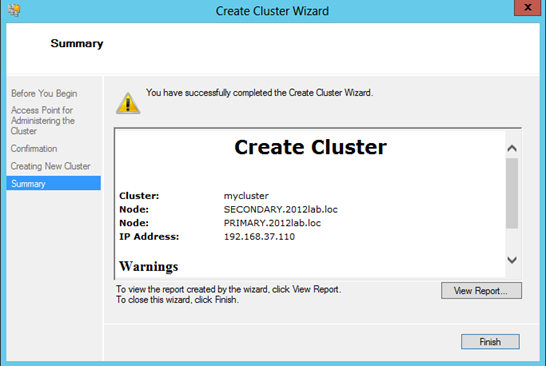 Create Cluster Wizard
x
Summary
Before You Begin
Access Point for
Administering the
Cluster
Confirmation
Creating New Cluster
Summary
You have successfully completed the Create Cluster Wizard.
Create Cluster
Cluster: mycluster
Node: SECONDARY.2012lab.loc
Node: PRIMARY.2012lab.loc
IP Address: 192.168.37.110
Warnings
To view the report created by the wizard, click View Report.
To close this wizard, click Finish.
View Report...
Finish